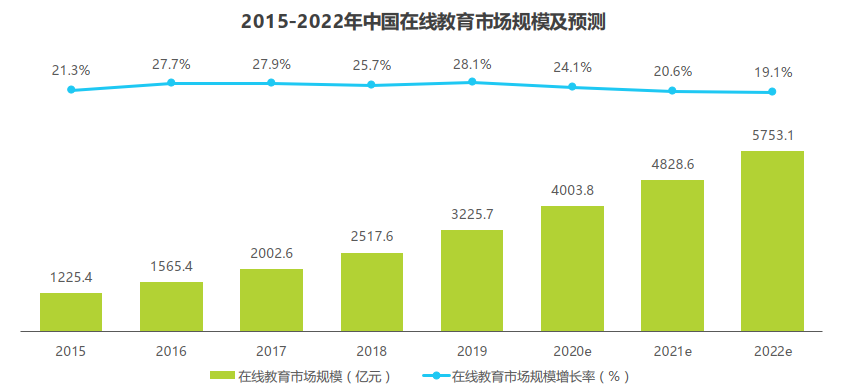 2015-2022年中国在线教育市场规模及预测
21.3% 27.7% 27.9% 25.7% 28.1% 24.1% 20.6% 19.1%
1225.4 1565.4 2002.6 2517.6 3225.7 4003.8 4828.6 5753.1
2015 2016 2017 2018 2019 2020e 2021e 2022e
在线教育市场规模（亿元） 在线教育市场规模增长率（%）